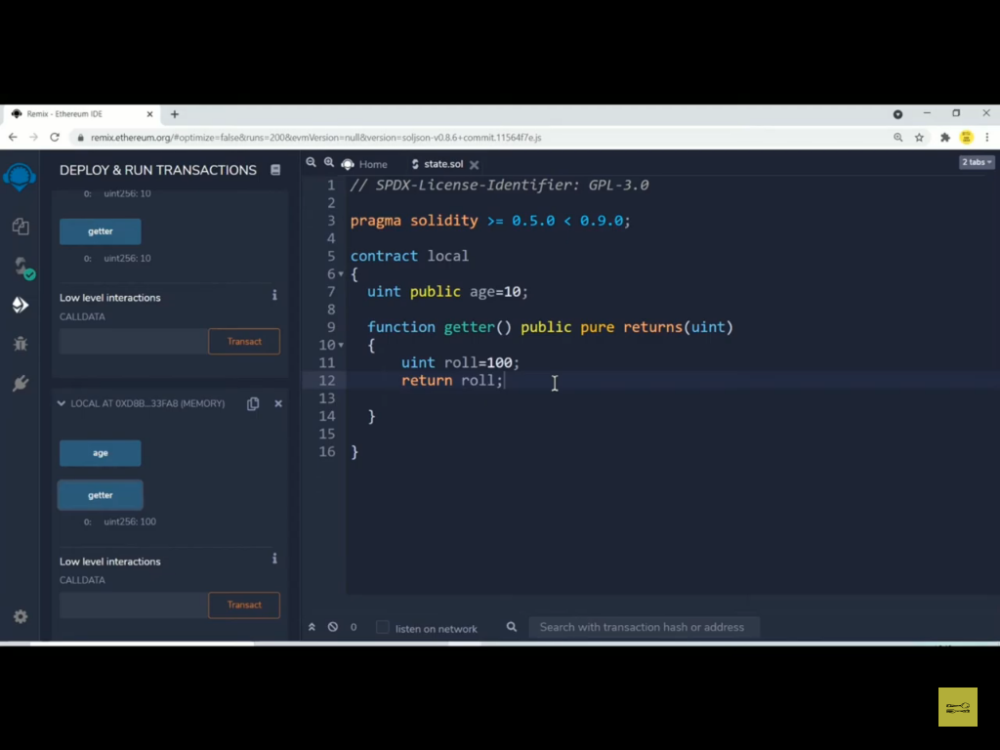 Remix - Ethereum IDE
remix.ethereum.org/#optimize=false&runs=200&evmVersion=null&version=soljson-v0.8.6+commit.11564f7e.js
DEPLOY & RUN TRANSACTIONS
0: uint256: 10
getter
0: uint256: 10
Low level interactions
CALLDATA
Transact
LOCAL AT 0XD8B...33FA8 (MEMORY)
age
getter
0: uint256: 100
Low level interactions
CALLDATA
Transact
Home
state.sol
2 tabs
1 // SPDX-License-Identifier: GPL-3.0
2
3 pragma solidity >= 0.5.0 < 0.9.0;
4
5 contract local
6 {
7 uint public age=10;
8
9 function getter() public pure returns(uint)
10 {
11 uint roll=100;
12 return roll;
13
14 }
15
16 }
0
listen on network
Search with transaction hash or address